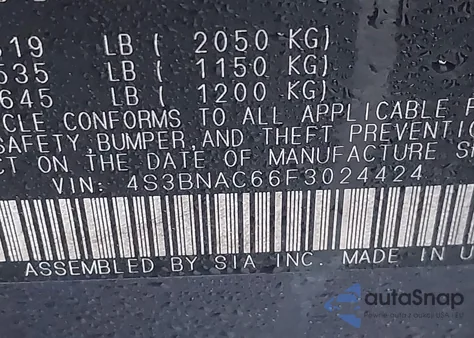 519 LB ( 2050 KG)
535 LB ( 1150 KG)
645 LB ( 1200 KG)
CLE CONFORMS TO ALL APPLICABLE
SAFETY, BUMPER, AND THEFT PREVENTI
CT ON THE DATE OF MANUFACTURE S
VIN: 4S3BNAC66F3024424
ASSEMBLED BY SIA INC. MADE IN U
autoSnap